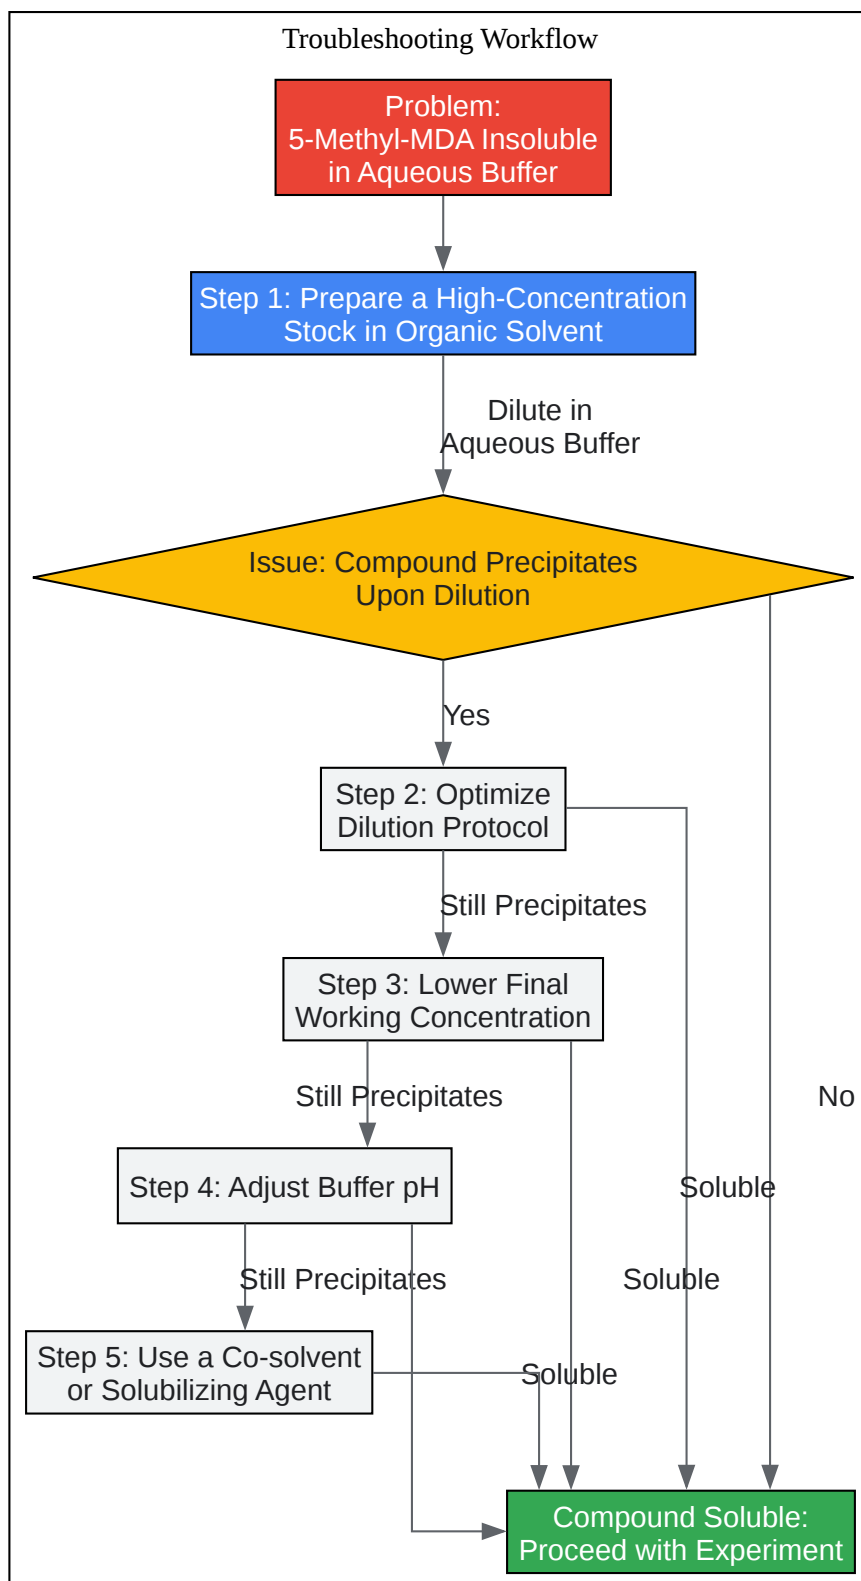 Troubleshooting Workflow
Problem:
5-Methyl-MDA Insoluble
in Aqueous Buffer
Step 1: Prepare a High-Concentration
Stock in Organic Solvent
Dilute in
Aqueous Buffer
Issue: Compound Precipitates
Upon Dilution
Yes
Step 2: Optimize
Dilution Protocol
Still Precipitates
Step 3: Lower Final
Working Concentration
Still Precipitates
No
Step 4: Adjust Buffer pH
Soluble
Still Precipitates
Soluble
Step 5: Use a Co-solvent
or Solubilizing Agent
Soluble
Compound Soluble:
Proceed with Experiment